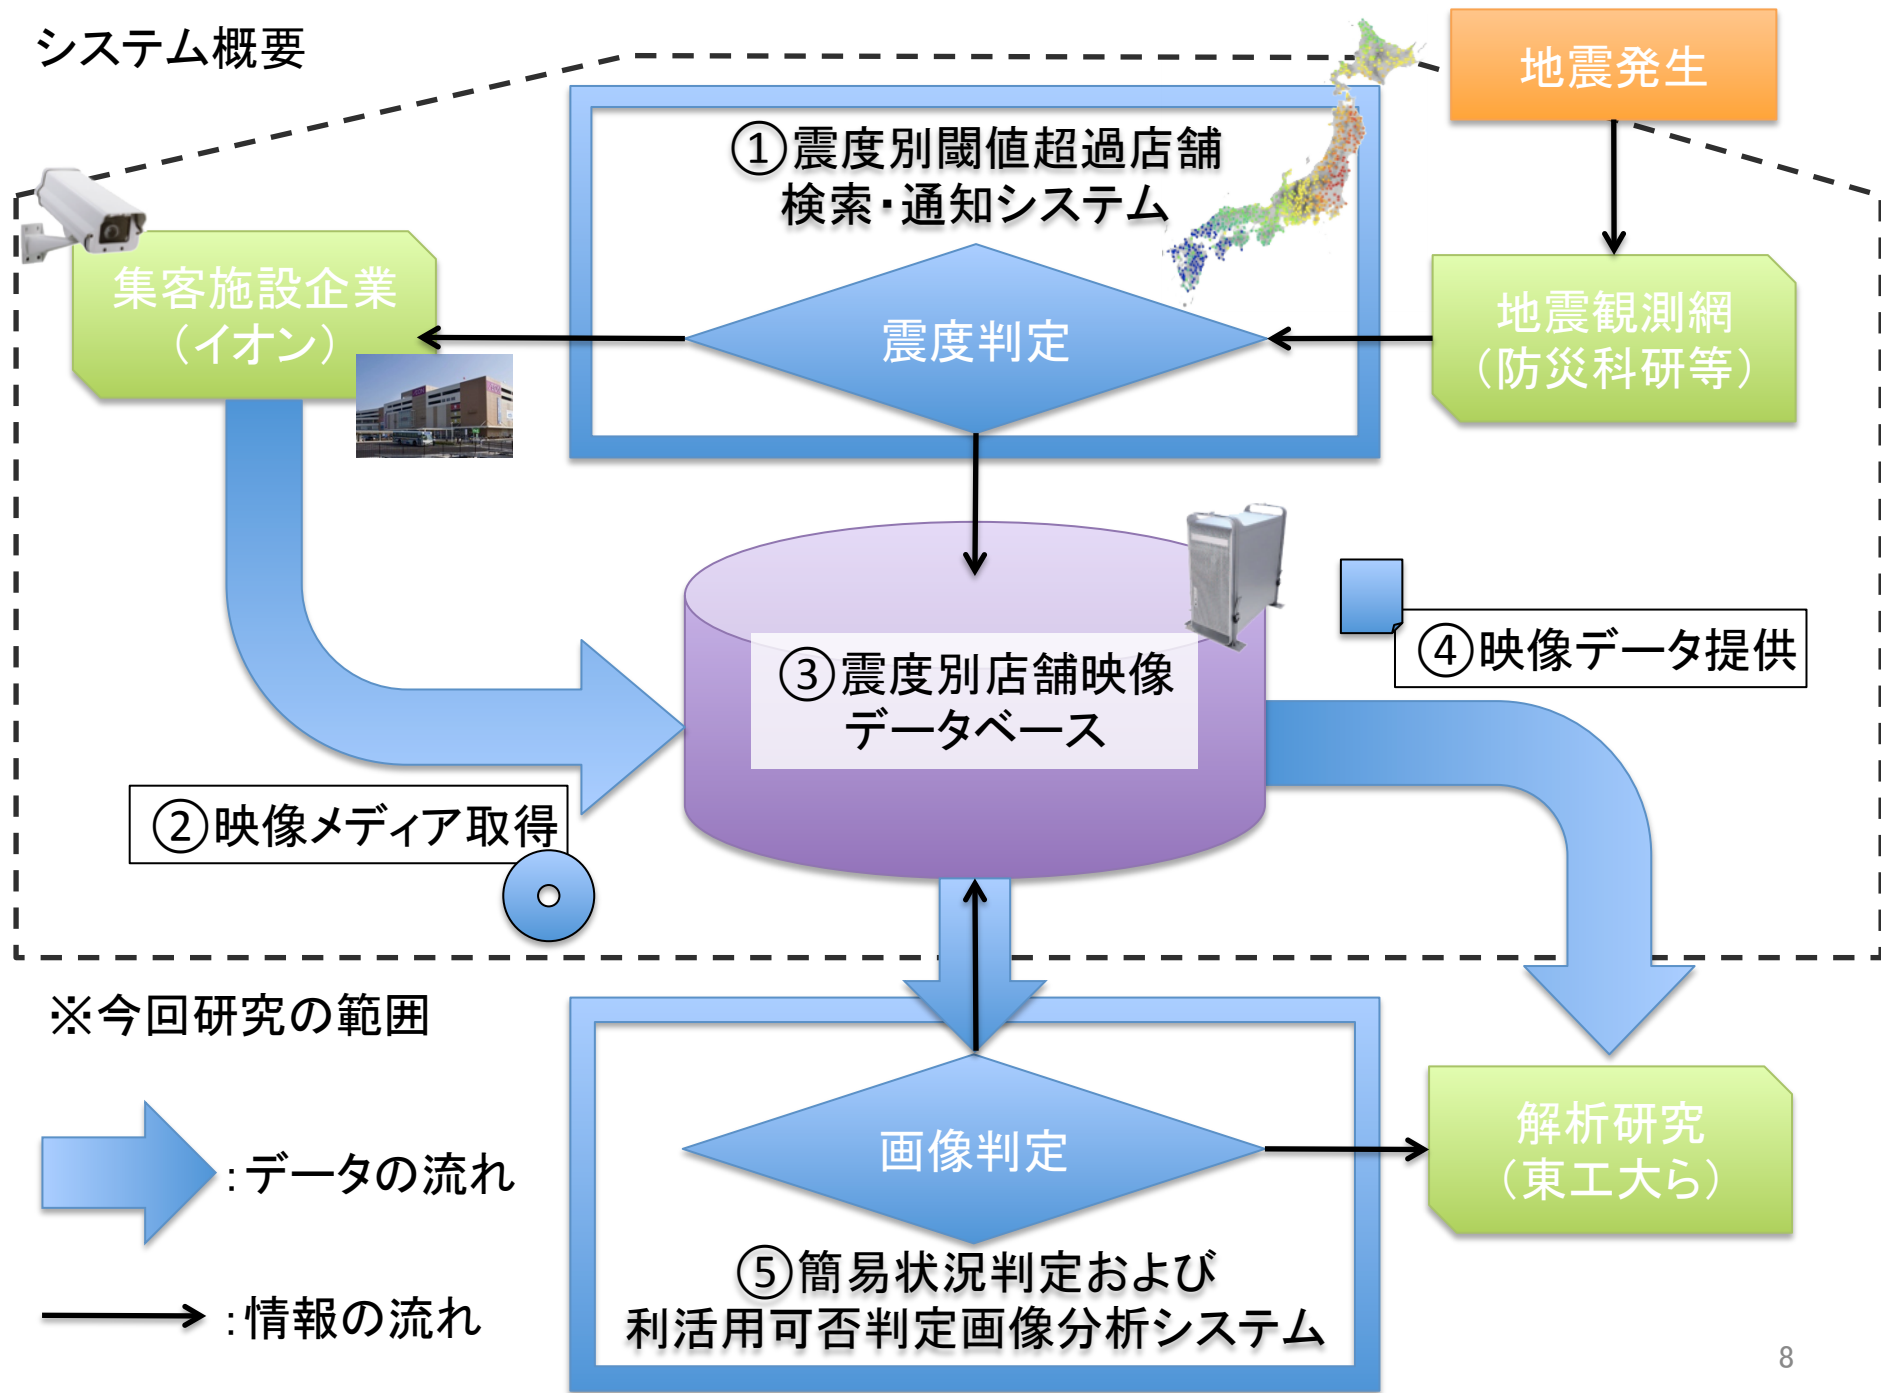 システム概要
地震発生
①震度別閾値超過店舗
検索・通知システム
集客施設企業
（イオン）
震度判定
地震観測網
（防災科研等）
③震度別店舗映像
データベース
④映像データ提供
②映像メディア取得
※今回研究の範囲
：データの流れ
：情報の流れ
画像判定
解析研究
（東工大ら）
⑤簡易状況判定および
利活用可否判定画像分析システム
8